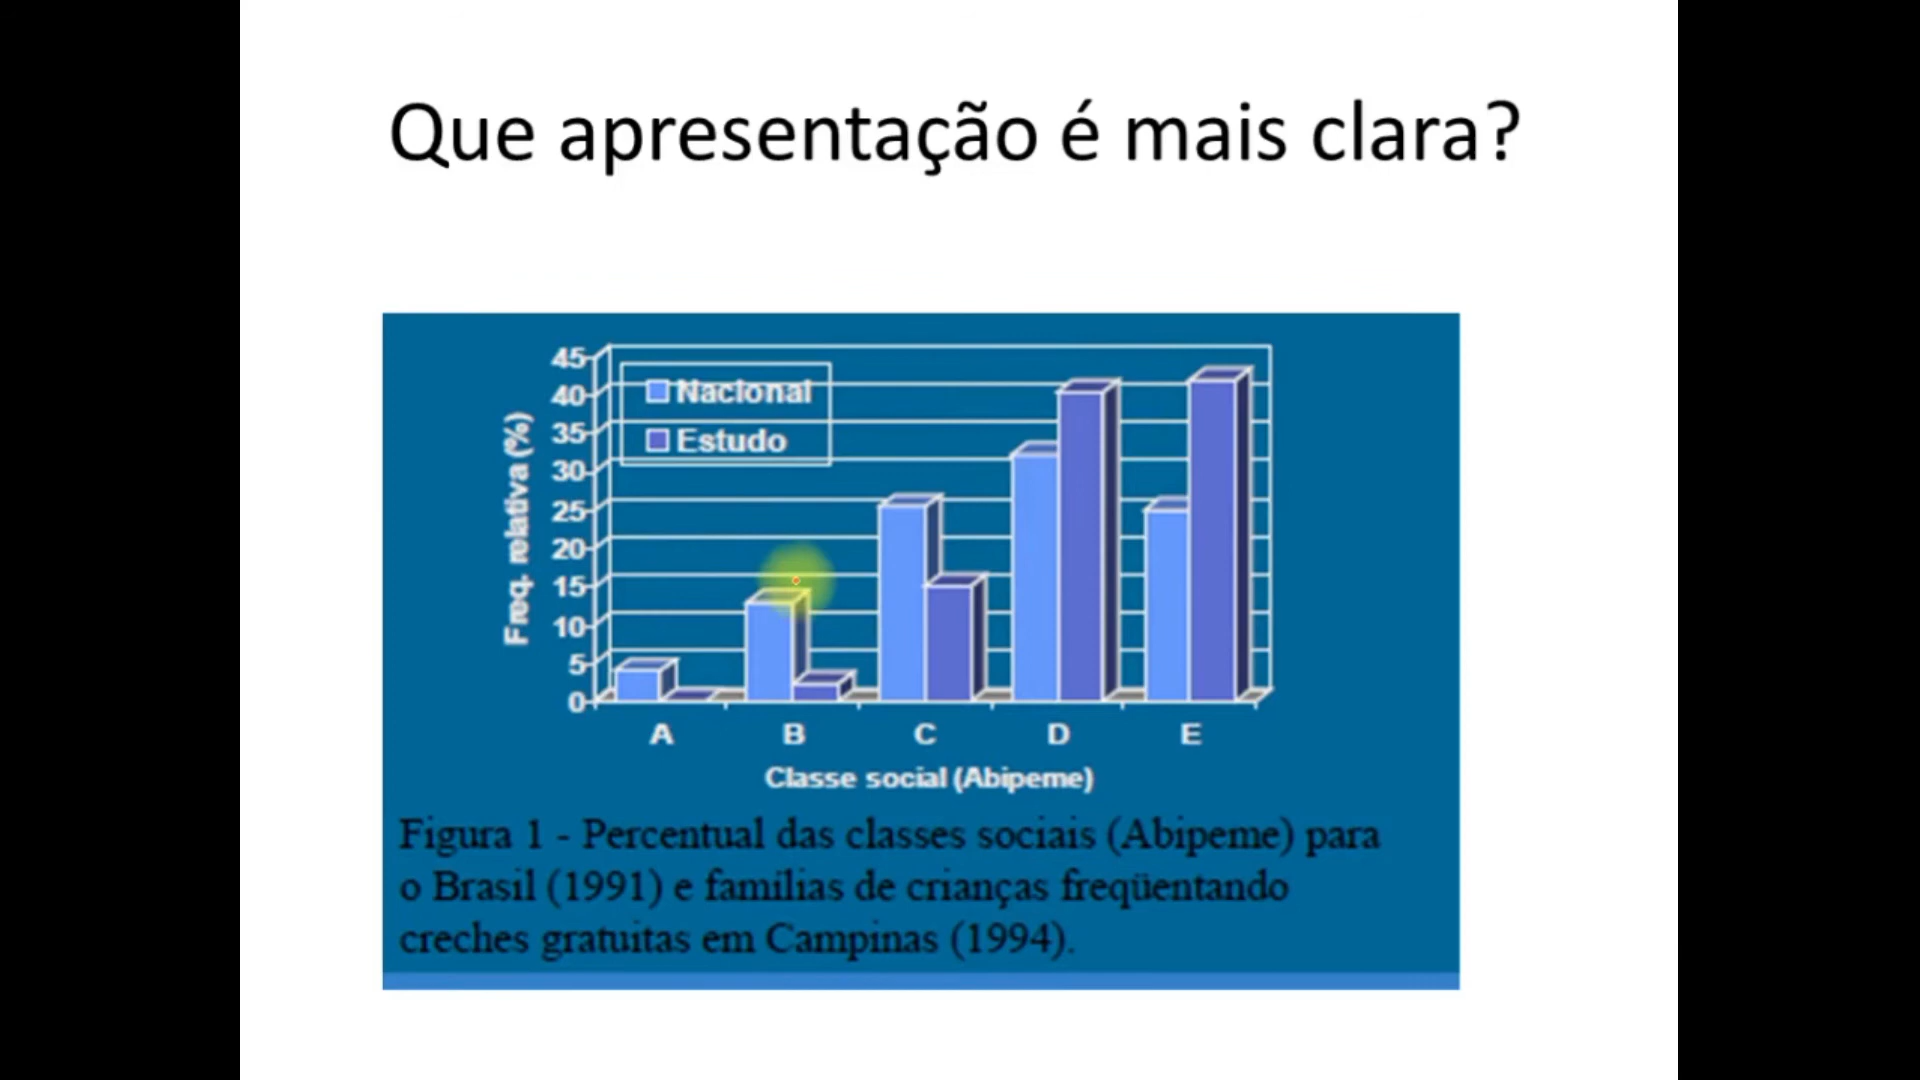 Que apresentação é mais clara?
45
40
35
30
25
20
15
10
5
0
Freq. relativa (%)
Nacional
Estudo
A B C D E
Classe social (Abipeme)
Figura 1 - Percentual das classes sociais (Abipeme) para
o Brasil (1991) e famílias de crianças freqüentando
creches gratuitas em Campinas (1994).